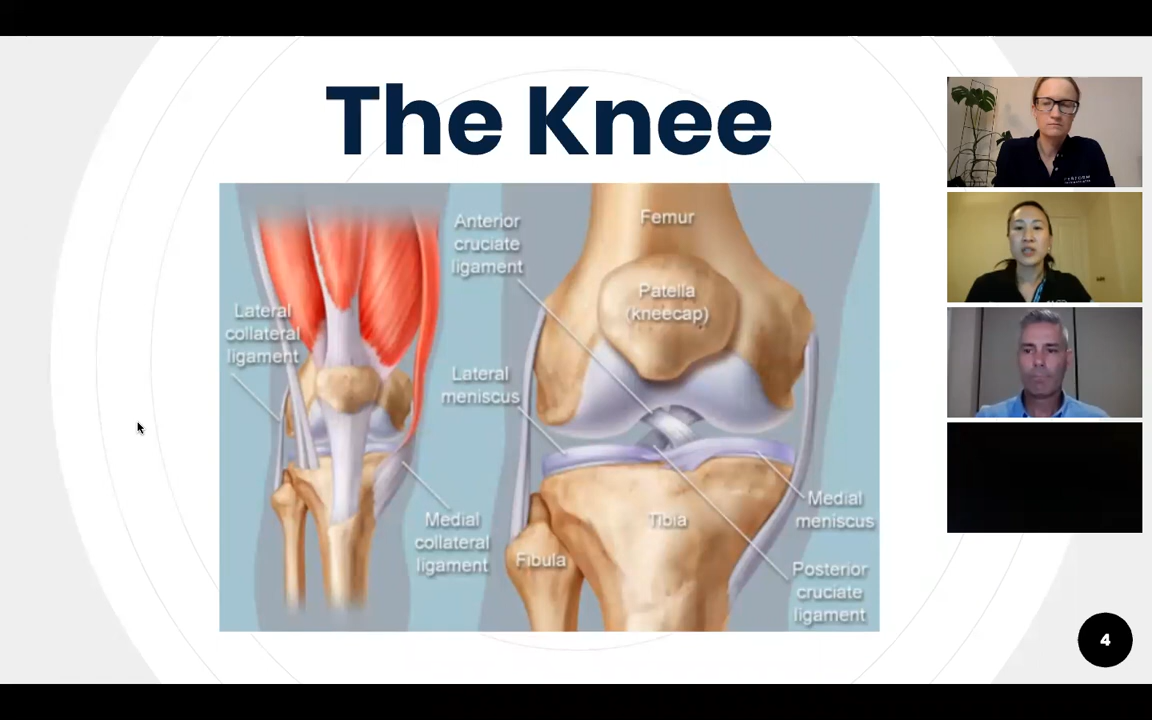 The Knee
Lateral
collateral
ligament
Medial
collateral
ligament
Anterior
cruciate
ligament
Lateral
meniscus
Femur
Patella
(kneecap)
Tibia
Fibula
Medial
meniscus
Posterior
cruciate
ligament
4